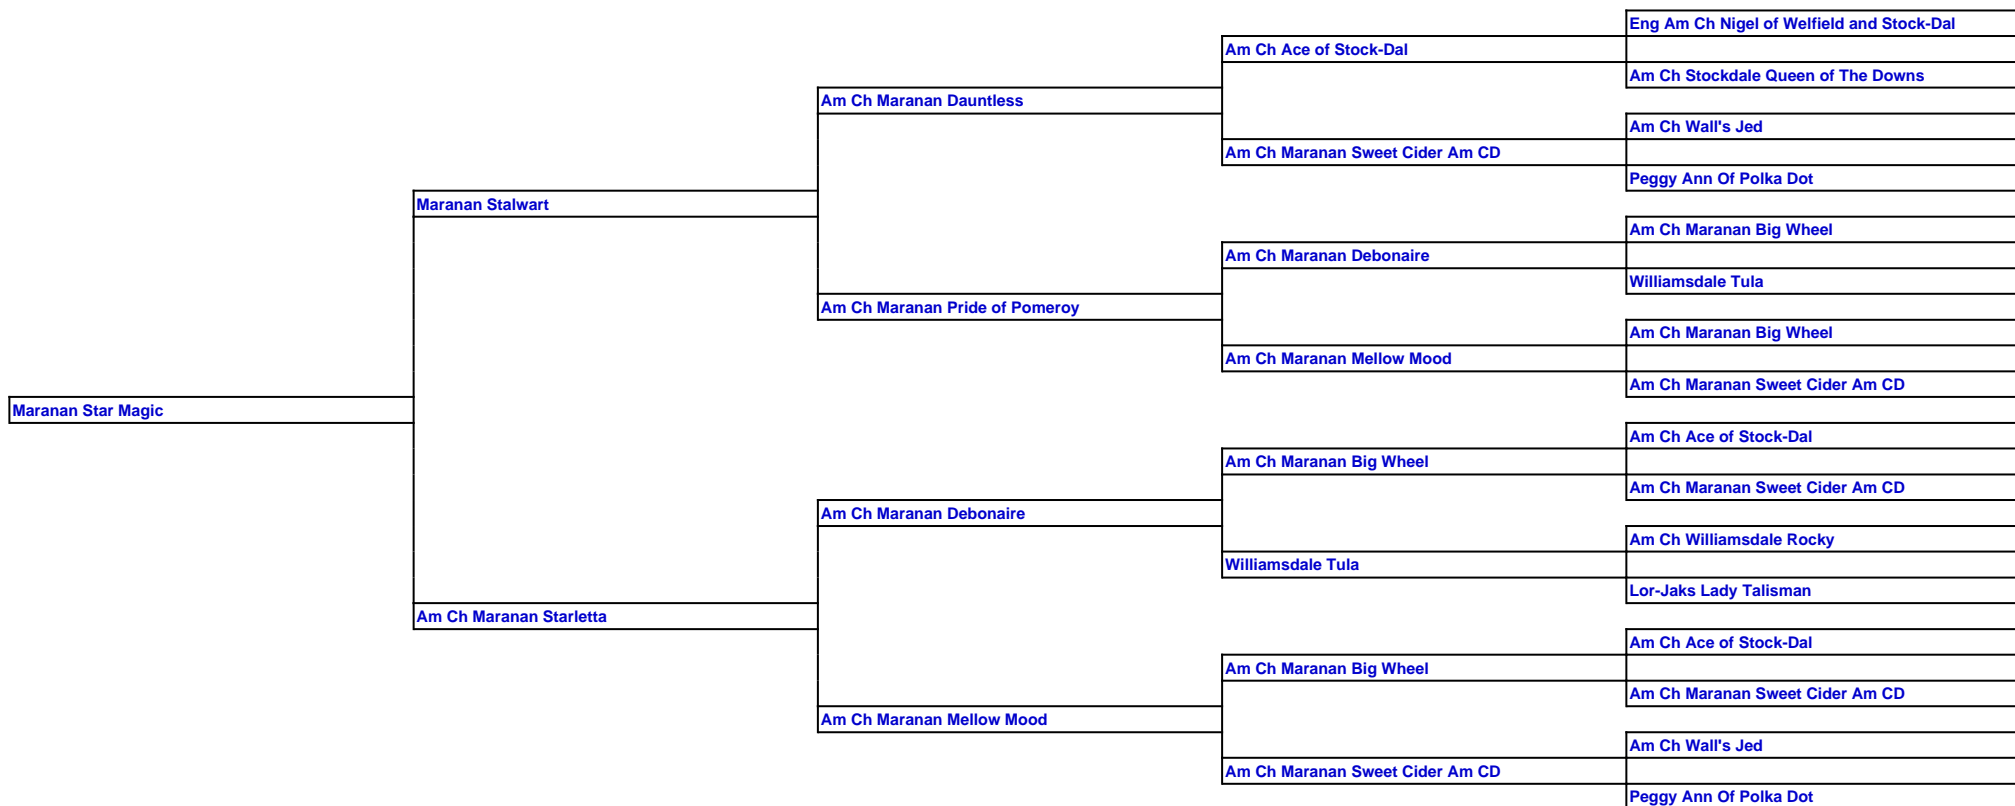 Eng Am Ch Nigel of Welfield and Stock-Dal
Am Ch Ace of Stock-Dal
Am Ch Stockdale Queen of The Downs
Am Ch Maranan Dauntless
Am Ch Wall's Jed
Am Ch Maranan Sweet Cider Am CD
Peggy Ann Of Polka Dot
Maranan Stalwart
Am Ch Maranan Big Wheel
Am Ch Maranan Debonaire
Williamsdale Tula
Am Ch Maranan Pride of Pomeroy
Am Ch Maranan Big Wheel
Am Ch Maranan Mellow Mood
Am Ch Maranan Sweet Cider Am CD
Maranan Star Magic
Am Ch Ace of Stock-Dal
Am Ch Maranan Big Wheel
Am Ch Maranan Sweet Cider Am CD
Am Ch Maranan Debonaire
Am Ch Williamsdale Rocky
Williamsdale Tula
Lor-Jaks Lady Talisman
Am Ch Maranan Starletta
Am Ch Ace of Stock-Dal
Am Ch Maranan Big Wheel
Am Ch Maranan Sweet Cider Am CD
Am Ch Maranan Mellow Mood
Am Ch Wall's Jed
Am Ch Maranan Sweet Cider Am CD
Peggy Ann Of Polka Dot